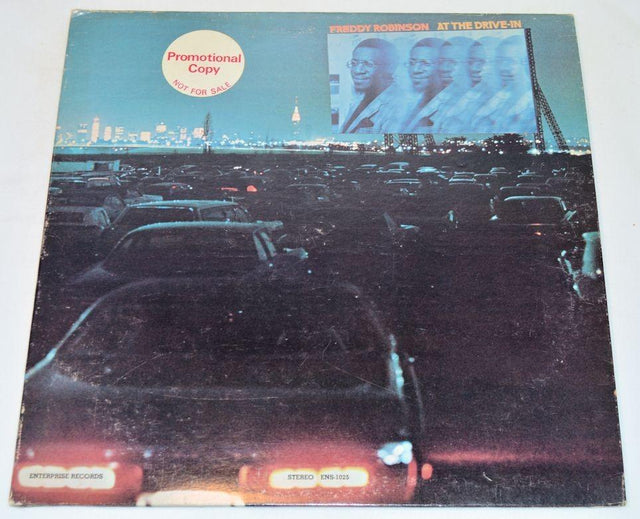 FREDDY ROBINSON AT THE DRIVE-IN
Promotional
Copy
NOT FOR SALE
ENTERPRISE RECORDS
STEREO ENS-1025